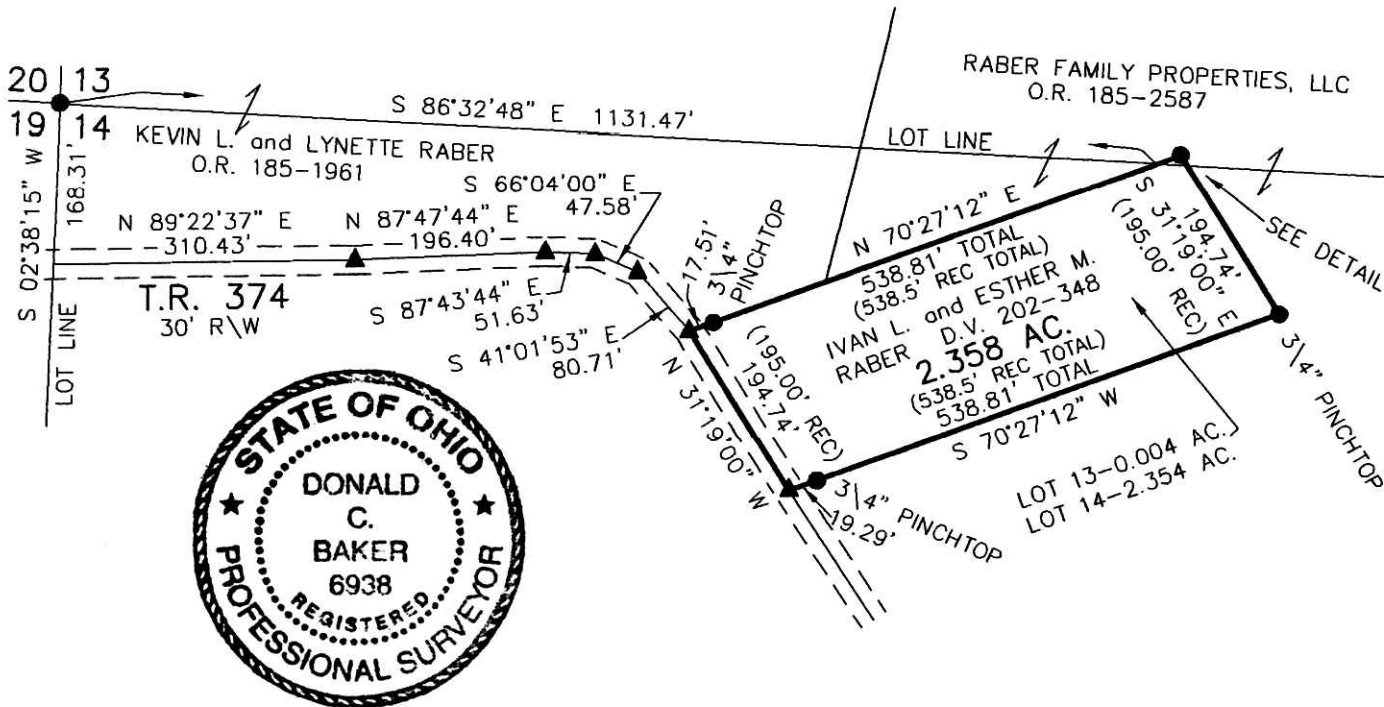 20 13
19 14
S 86°32'48" E 1131.47'
RABER FAMILY PROPERTIES, LLC
O.R. 185-2587
KEVIN L. and LYNETTE RABER
O.R. 185-1961
LOT LINE
S 02°38'15" W
168.31'
LOT LINE
N 89°22'37" E
310.43'
N 87°47'44" E
196.40'
S 66°04'00" E
47.58'
T.R. 374
30' R\W
S 87°43'44" E
51.63'
S 41°01'53" E
80.71'
17.51'
3\4"
PINCHTOP
N 70°27'12" E
538.81' TOTAL
(538.5' REC TOTAL)
IVAN L. and ESTHER M.
RABER D.V. 202-348
2.358 AC.
(538.5' REC TOTAL)
538.81' TOTAL
S 70°27'12" W
194.74'
S 31°19'00" E
(195.00' REC)
SEE DETAIL
3\4" PINCHTOP
(195.00' REC)
194.74'
N 31°19'00" W
3\4" PINCHTOP
19.29'
LOT 13-0.004 AC.
LOT 14-2.354 AC.
STATE OF OHIO
DONALD
C.
BAKER
6938
REGISTERED
PROFESSIONAL SURVEYOR